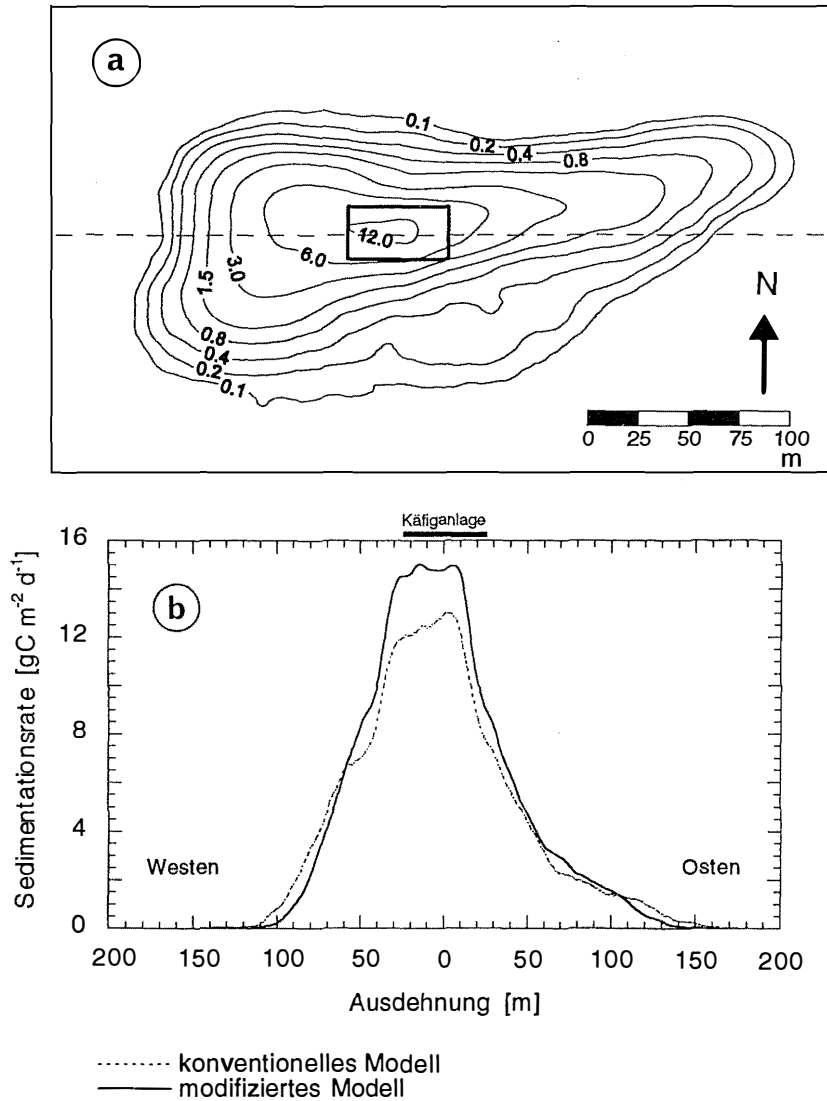 a
0.1
0.2
0.4
0.8
12.0
6.0
3.0
1.5
0.8
0.4
0.2
0.1
N
0 25 50 75 100
m
Käfiganlage
b
16
12
8
4
0
Sedimentationsrate [gC m⁻² d⁻¹]
Westen
Osten
200 150 100 50 0 50 100 150 200
Ausdehnung [m]
konventionelles Modell
modifiziertes Modell